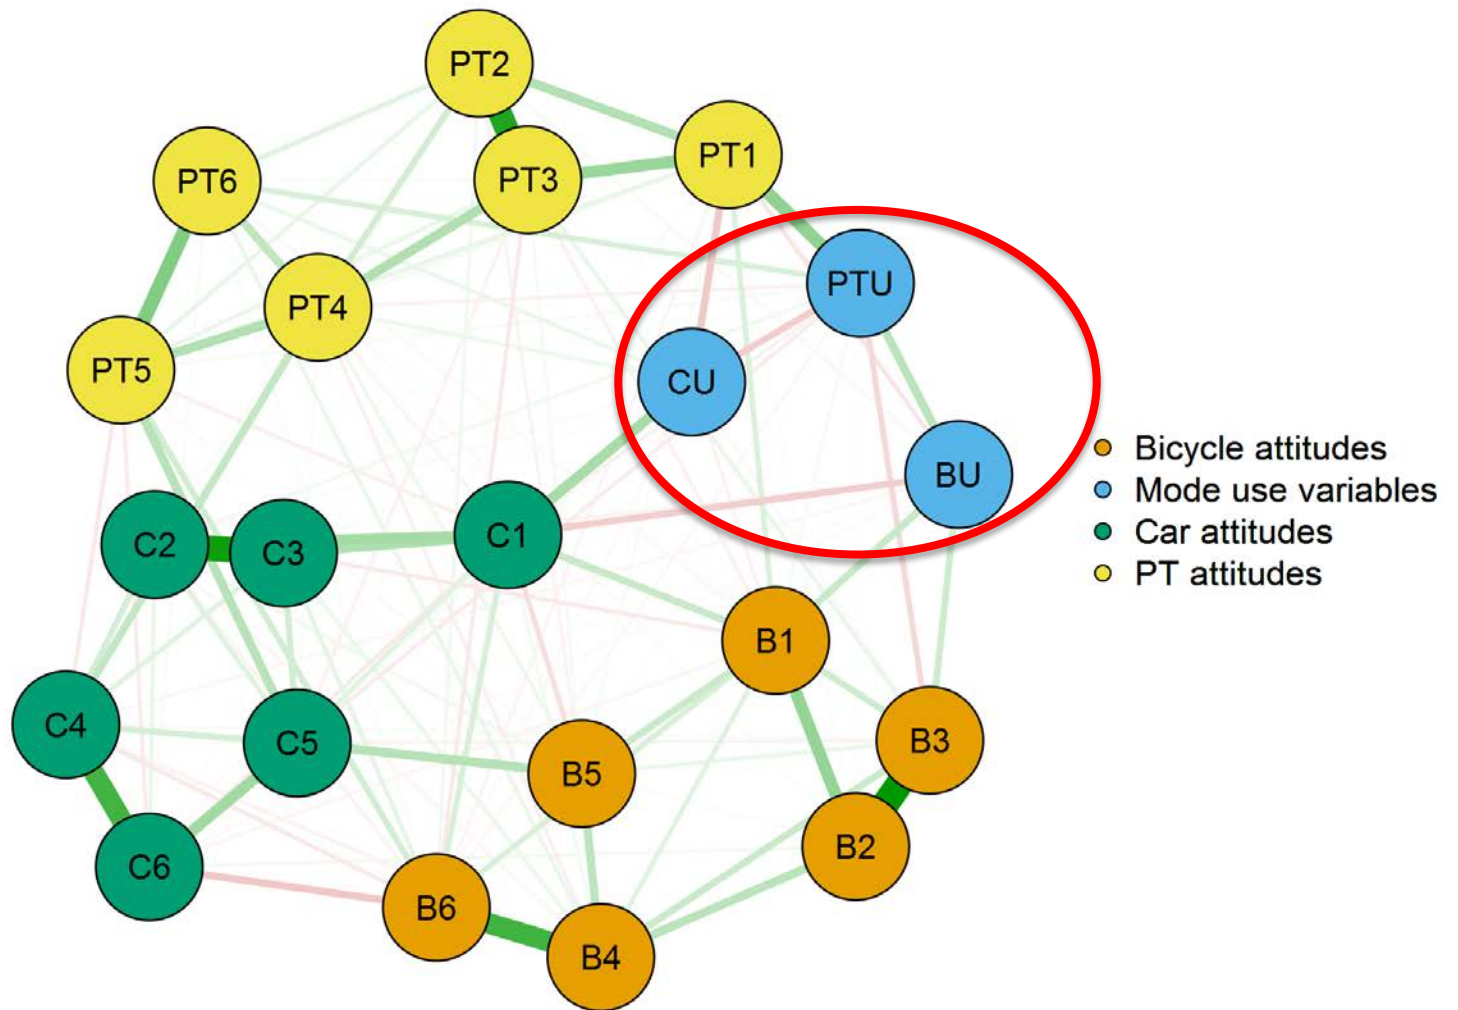 PT2
PT1
PT6
PT3
PTU
PT4
PT5
CU
BU
C1
C2
C3
B1
C4
C5
B3
B5
B2
C6
B6
B4
Bicycle attitudes
Mode use variables
Car attitudes
PT attitudes